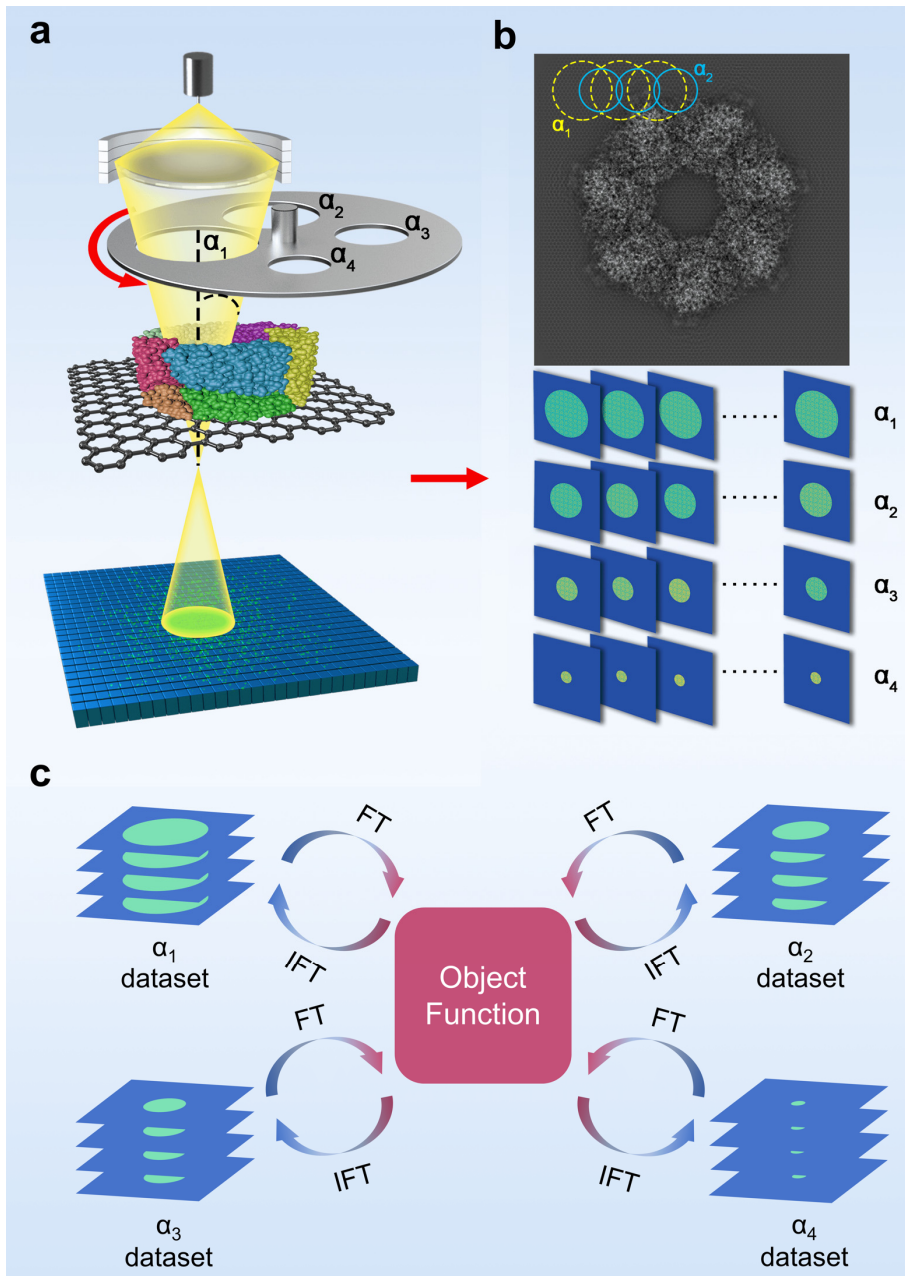 a
α1
α2
α3
α4
b
α1
α2
α1
α2
α3
α4
c
FT
IFT
FT
IFT
α1
dataset
α2
dataset
Object
Function
FT
IFT
FT
IFT
α3
dataset
α4
dataset